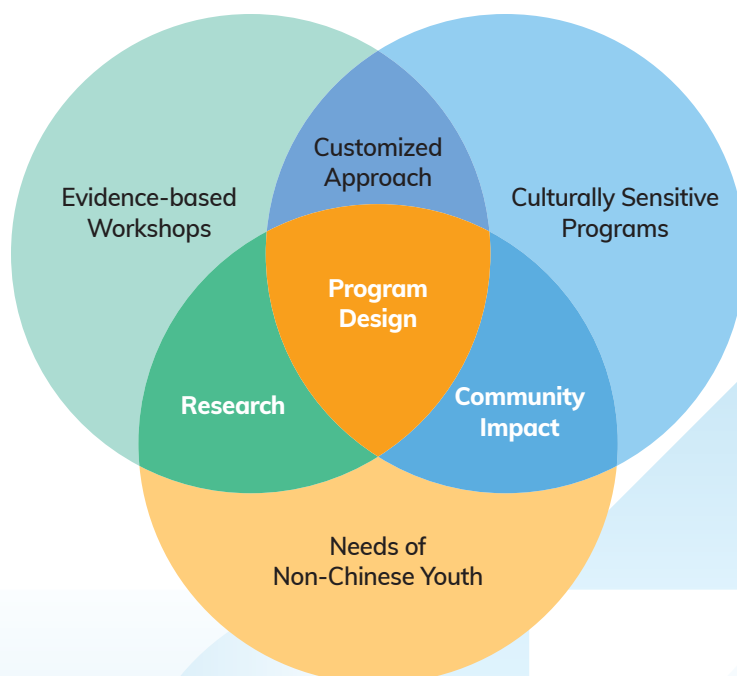 Customized
Approach
Evidence-based
Workshops
Culturally Sensitive
Programs
Program
Design
Research
Community
Impact
Needs of
Non-Chinese Youth